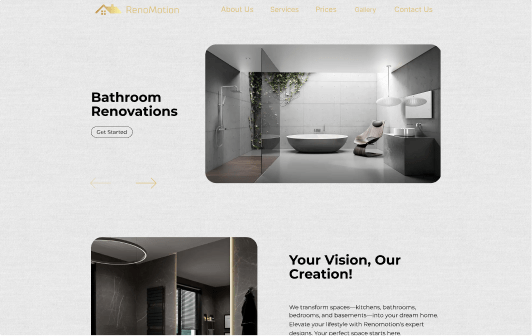 RenoMotion
About Us Services Prices Galery Contact Us
Bathroom
Renovations
Get Started
Your Vision, Our
Creation!
We transform spaces—kitchens, bathrooms,
bedrooms, and basements—into your dream home.
Elevate your lifestyle with Renomotion's expert
designs. Your perfect space starts here.